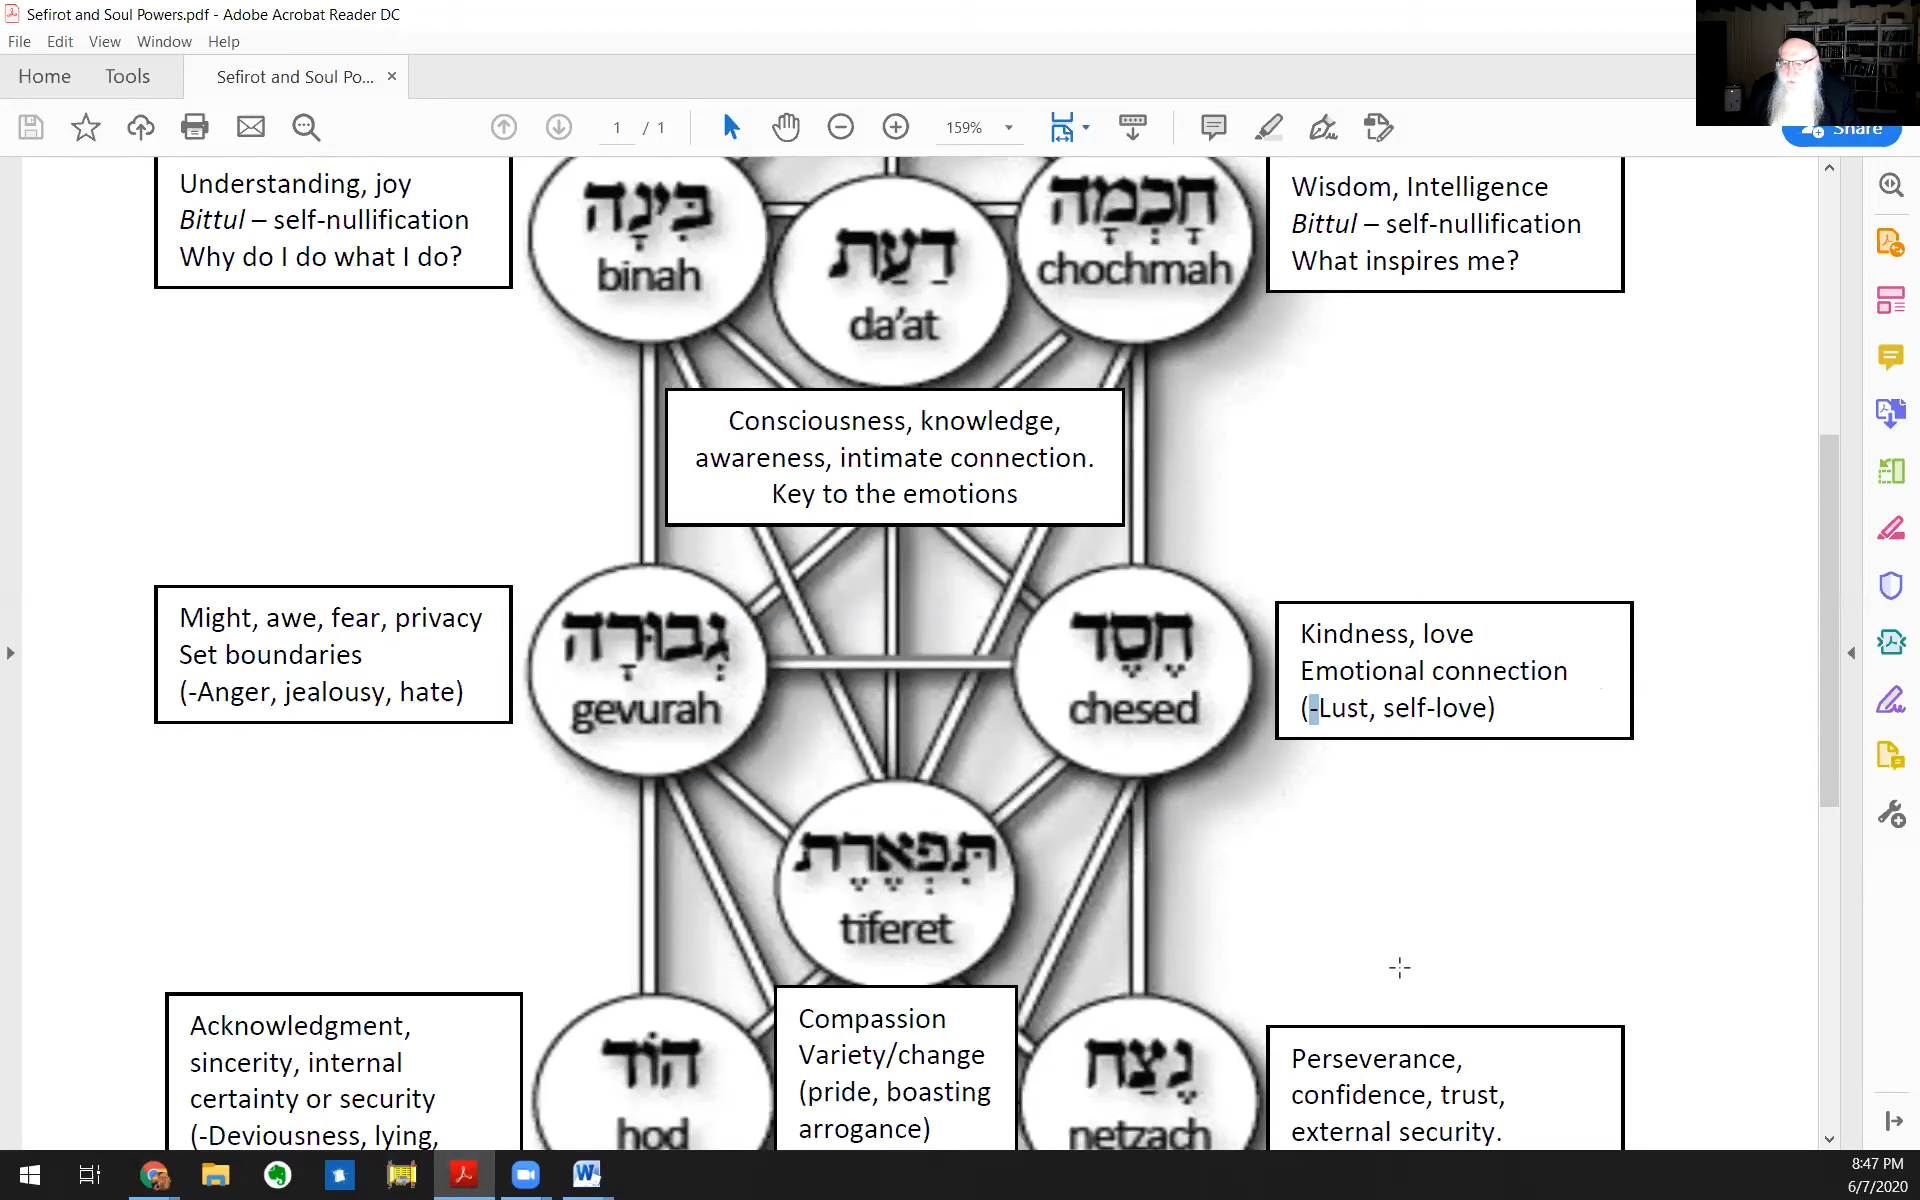 Sefirot and Soul Powers.pdf - Adobe Acrobat Reader DC
File Edit View Window Help
Home Tools Sefirot and Soul Po... ×
1 / 1 159%
Share
Understanding, joy
Bittul – self-nullification
Why do I do what I do?
בִּינָה
binah
דַעַת
da'at
חָכְמָה
chochmah
Wisdom, Intelligence
Bittul – self-nullification
What inspires me?
Consciousness, knowledge,
awareness, intimate connection.
Key to the emotions
Might, awe, fear, privacy
Set boundaries
(-Anger, jealousy, hate)
גְבוּרָה
gevurah
חֶסֶד
chesed
Kindness, love
Emotional connection
(-Lust, self-love)
תִּפְאֶרֶת
tiferet
Acknowledgment,
sincerity, internal
certainty or security
(-Deviousness, lying,
הוֹד
hod
Compassion
Variety/change
(pride, boasting
arrogance)
נֶצַח
netzach
Perseverance,
confidence, trust,
external security.
8:47 PM
6/7/2020